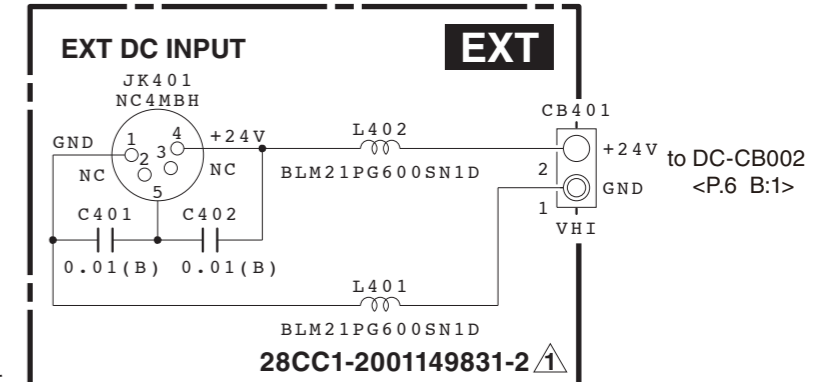 EXT DC INPUT
EXT
JK401
NC4MBH
GND
1
2
3
4
5
+24V
NC
NC
C401
C402
0.01(B)
0.01(B)
L402
BLM21PG600SN1D
L401
BLM21PG600SN1D
CB401
+24V
2
GND
1
VHI
to DC-CB002
<P.6 B:1>
28CC1-2001149831-2 1